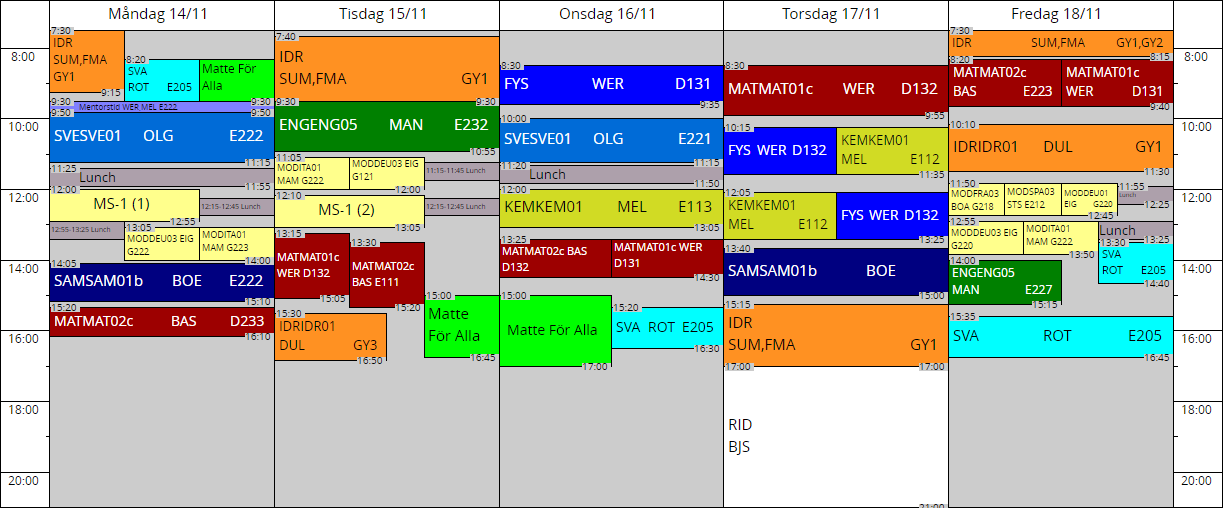 Måndag 14/11
Tisdag 15/11
Onsdag 16/11
Torsdag 17/11
Fredag 18/11
8:00
10:00
12:00
14:00
16:00
18:00
20:00
7:30
IDR
SUM,FMA
GY1
9:15
8:20
SVA
ROT E205
Matte För
Alla
9:30
9:30
Mentorstid WER MEL E222
9:50
9:50
SVESVE01 OLG E222
11:15
11:25
Lunch
11:55
12:00
MS-1 (1)
12:55
12:15-12:45 Lunch
12:55-13:25 Lunch
13:05
MODDEU03 EIG
G222
MODITA01
MAM G223
14:00
14:05
SAMSAM01b BOE E222
15:10
15:20
MATMAT02c BAS D233
16:10
7:40
IDR
SUM,FMA GY1
9:30
9:30
ENGENG05 MAN E232
10:55
11:05
MODITA01
MAM G222
MODDEU03 EIG
G121
12:00
11:15-11:45 Lunch
12:10
MS-1 (2)
13:05
12:15-12:45 Lunch
13:15
MATMAT01c
WER D132
15:05
13:30
MATMAT02c
BAS E111
15:20
15:00
Matte
För Alla
16:45
15:30
IDRIDR01
DUL GY3
16:50
8:30
FYS WER D131
9:35
10:00
SVESVE01 OLG E221
11:15
11:20
Lunch
11:50
12:00
KEMKEM01 MEL E113
13:05
13:25
MATMAT02c BAS
D132
MATMAT01c WER
D131
14:30
15:00
Matte För Alla
17:00
15:20
SVA ROT E205
16:30
8:30
MATMAT01c WER D132
9:55
10:15
FYS WER D132
KEMKEM01
MEL E112
11:35
12:05
KEMKEM01
MEL E112
FYS WER D132
13:25
13:40
SAMSAM01b BOE
15:00
15:15
IDR
SUM,FMA GY1
17:00
RID
BJS
21:00
7:30
IDR SUM,FMA GY1,GY2
8:15
8:20
MATMAT02c
BAS E223
MATMAT01c
WER D131
9:40
10:10
IDRIDR01 DUL GY1
11:30
11:50
MODFRA03
BOA G218
MODSPA03
STS E212
MODDEU01
EIG G220
12:45
11:55
Lunch
12:25
12:55
MODDEU03 EIG
G220
MODITA01
MAM G222
13:50
Lunch
13:25
13:30
SVA
ROT E205
14:40
14:00
ENGENG05
MAN E227
15:15
15:35
SVA ROT E205
16:45
8:00
10:00
12:00
14:00
16:00
18:00
20:00